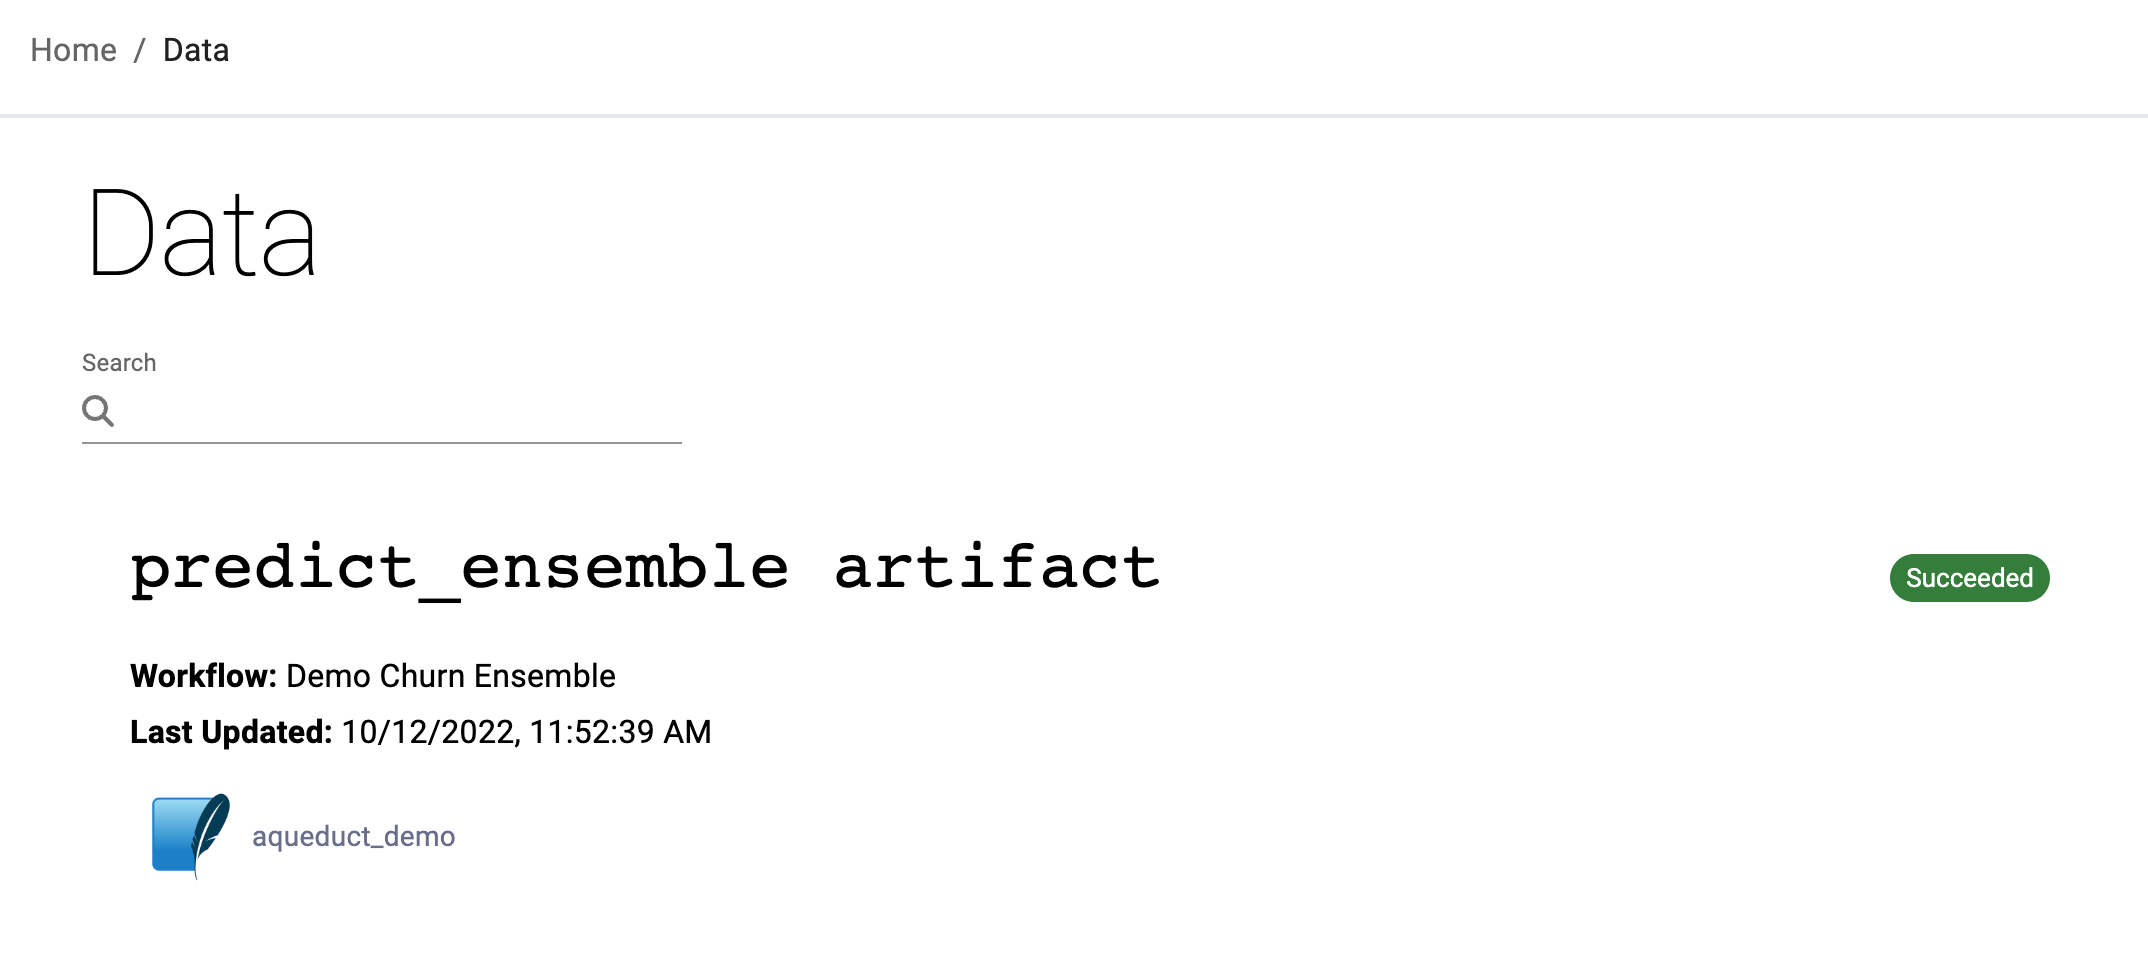 Home / Data
Data
Search
predict_ensemble artifact
Succeeded
Workflow: Demo Churn Ensemble
Last Updated: 10/12/2022, 11:52:39 AM
aqueduct_demo